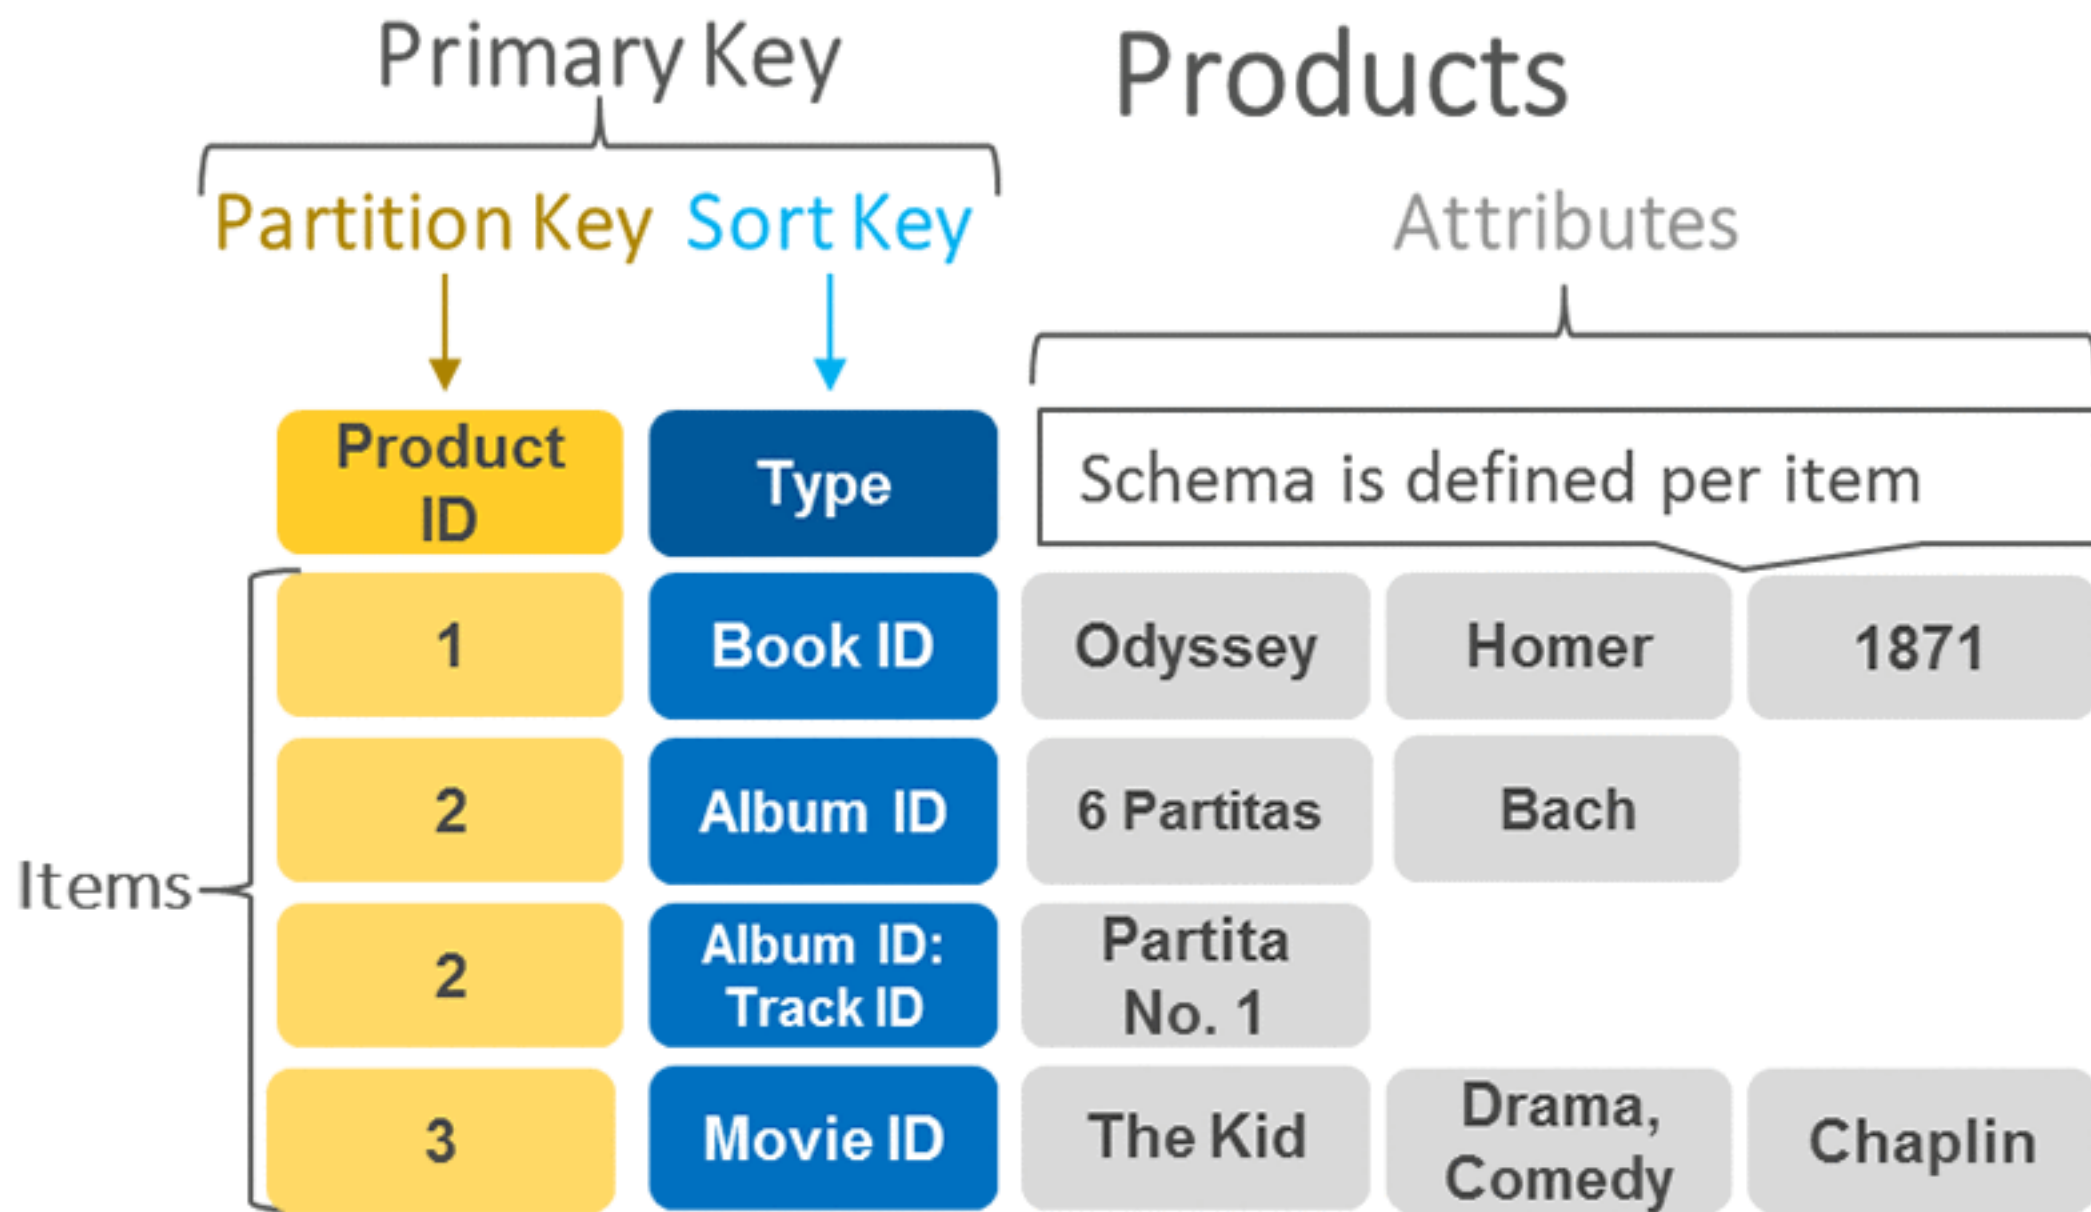 Primary Key
Products
Partition Key
Sort Key
Attributes
Product
ID
Type
Schema is defined per item
Items
1
Book ID
Odyssey
Homer
1871
2
Album ID
6 Partitas
Bach
2
Album ID:
Track ID
Partita
No. 1
3
Movie ID
The Kid
Drama,
Comedy
Chaplin